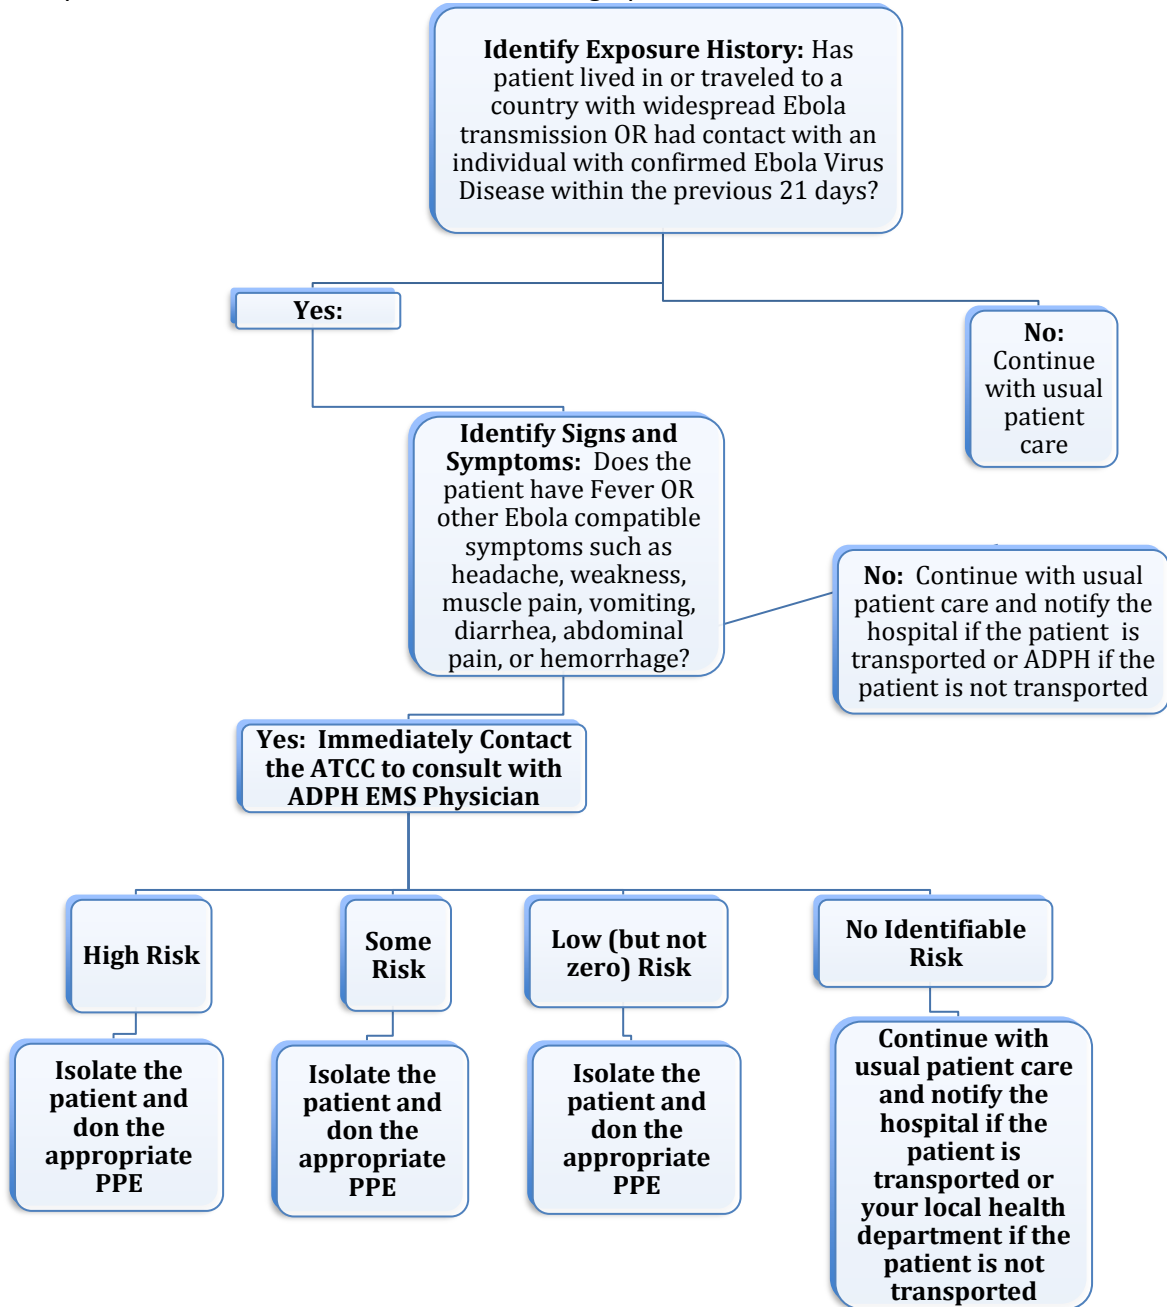 Identify Exposure History: Has
patient lived in or traveled to a
country with widespread Ebola
transmission OR had contact with an
individual with confirmed Ebola Virus
Disease within the previous 21 days?
Yes:
No:
Continue
with usual
patient
care
Identify Signs and
Symptoms: Does the
patient have Fever OR
other Ebola compatible
symptoms such as
headache, weakness,
muscle pain, vomiting,
diarrhea, abdominal
pain, or hemorrhage?
No: Continue with usual
patient care and notify the
hospital if the patient is
transported or ADPH if the
patient is not transported
Yes: Immediately Contact
the ATCC to consult with
ADPH EMS Physician
High Risk
Some
Risk
Low (but not
zero) Risk
No Identifiable
Risk
Isolate the
patient and
don the
appropriate
PPE
Isolate the
patient and
don the
appropriate
PPE
Isolate the
patient and
don the
appropriate
PPE
Continue with
usual patient care
and notify the
hospital if the
patient is
transported or
your local health
department if the
patient is not
transported